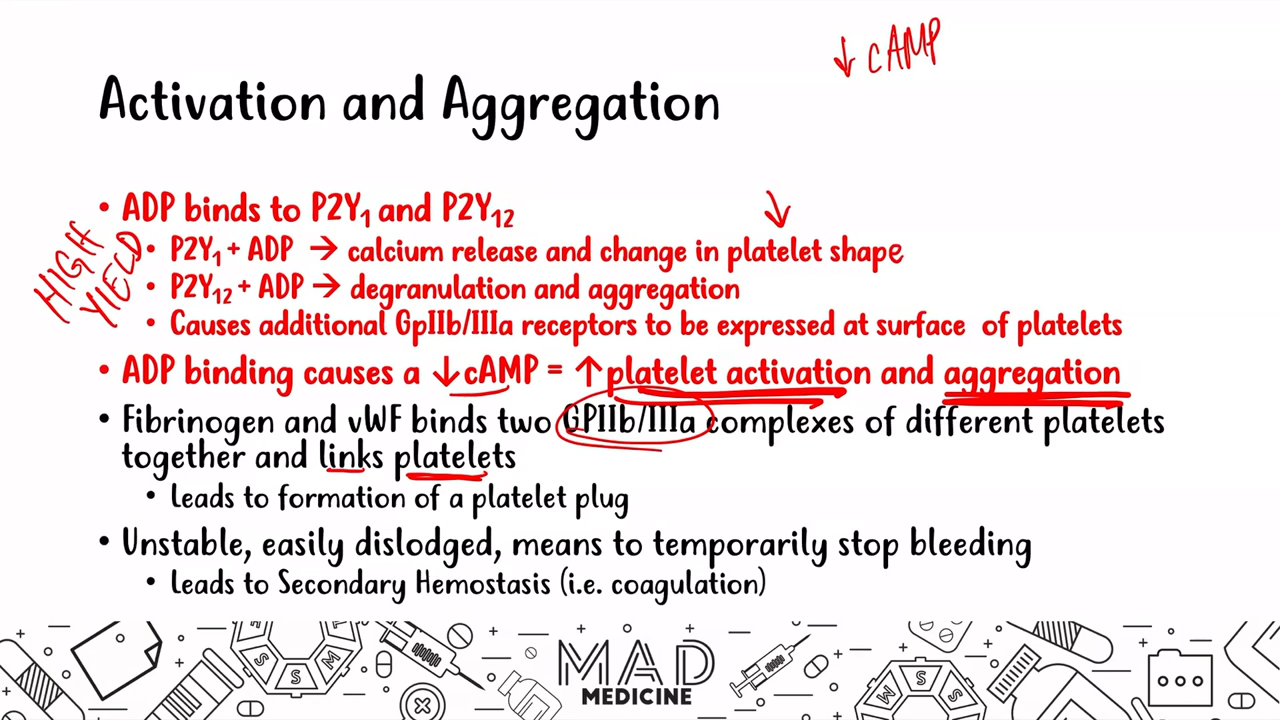 ↓ cAMP
Activation and Aggregation
• ADP binds to P2Y₁ and P2Y₁₂
HIGH YIELD
• P2Y₁ + ADP → calcium release and change in platelet shape
• P2Y₁₂ + ADP → degranulation and aggregation
• Causes additional GpIIb/IIIa receptors to be expressed at surface of platelets
• ADP binding causes a ↓cAMP = ↑platelet activation and aggregation
• Fibrinogen and vWF binds two GPIIb/IIIa complexes of different platelets
together and links platelets
• Leads to formation of a platelet plug
• Unstable, easily dislodged, means to temporarily stop bleeding
• Leads to Secondary Hemostasis (i.e. coagulation)
MAD
MEDICINE